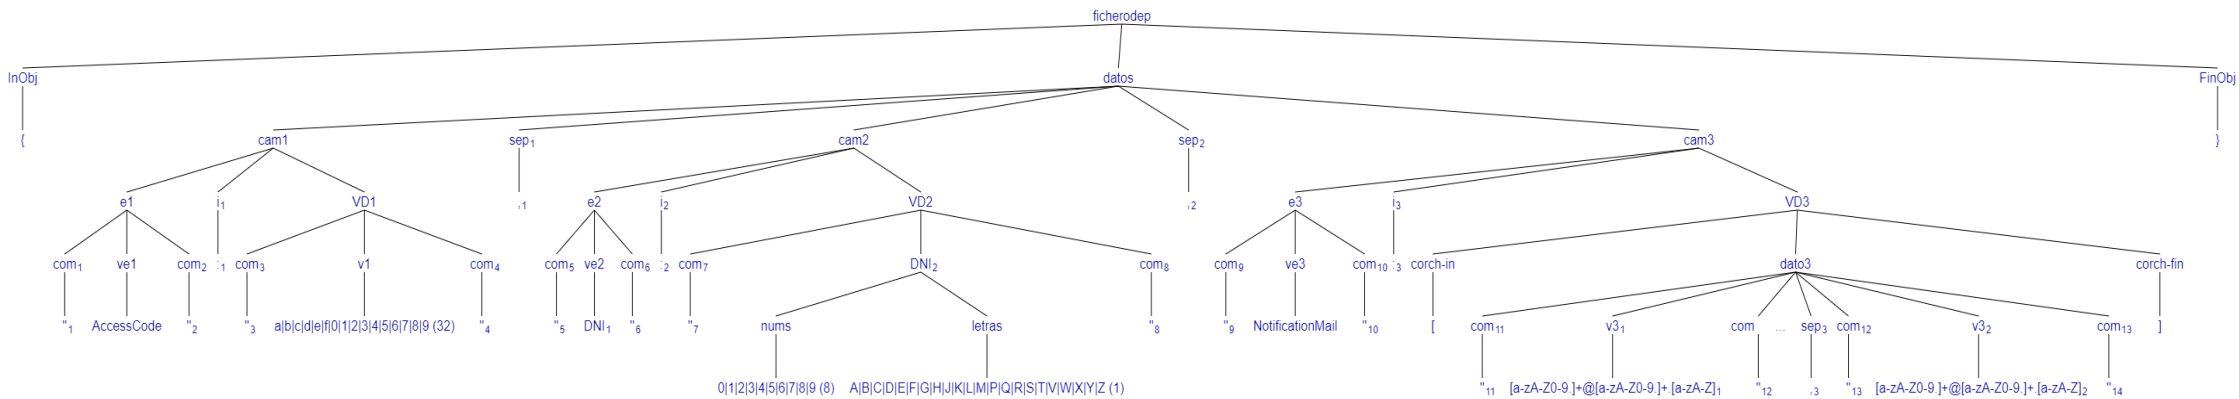 ficherodep
InObj datos FinObj
{ cam1 sep1 cam2 sep2 cam3 }
e1 i1 VD1 ,1 e2 i2 VD2 ,2 e3 i3 VD3
com1 ve1 com2 :1 com3 v1 com4 com5 ve2 com6 :2 com7 DNI2 com8 com9 ve3 com10 :3 corch-in dato3 corch-fin
"1 AccessCode "2 "3 a|b|c|d|e|f|0|1|2|3|4|5|6|7|8|9 (32) "4 "5 DNI1 "6 "7 nums letras "8 "9 NotificationMail "10 [ com11 v31 com ... sep3 com12 v32 com13 ]
0|1|2|3|4|5|6|7|8|9 (8) A|B|C|D|E|F|G|H|J|K|L|M|P|Q|R|S|T|V|W|X|Y|Z (1) "11 [a-zA-Z0-9.]+@[a-zA-Z0-9.]+.[a-zA-Z]1 "12 ,3 "13 [a-zA-Z0-9.]+@[a-zA-Z0-9.]+.[a-zA-Z]2 "14